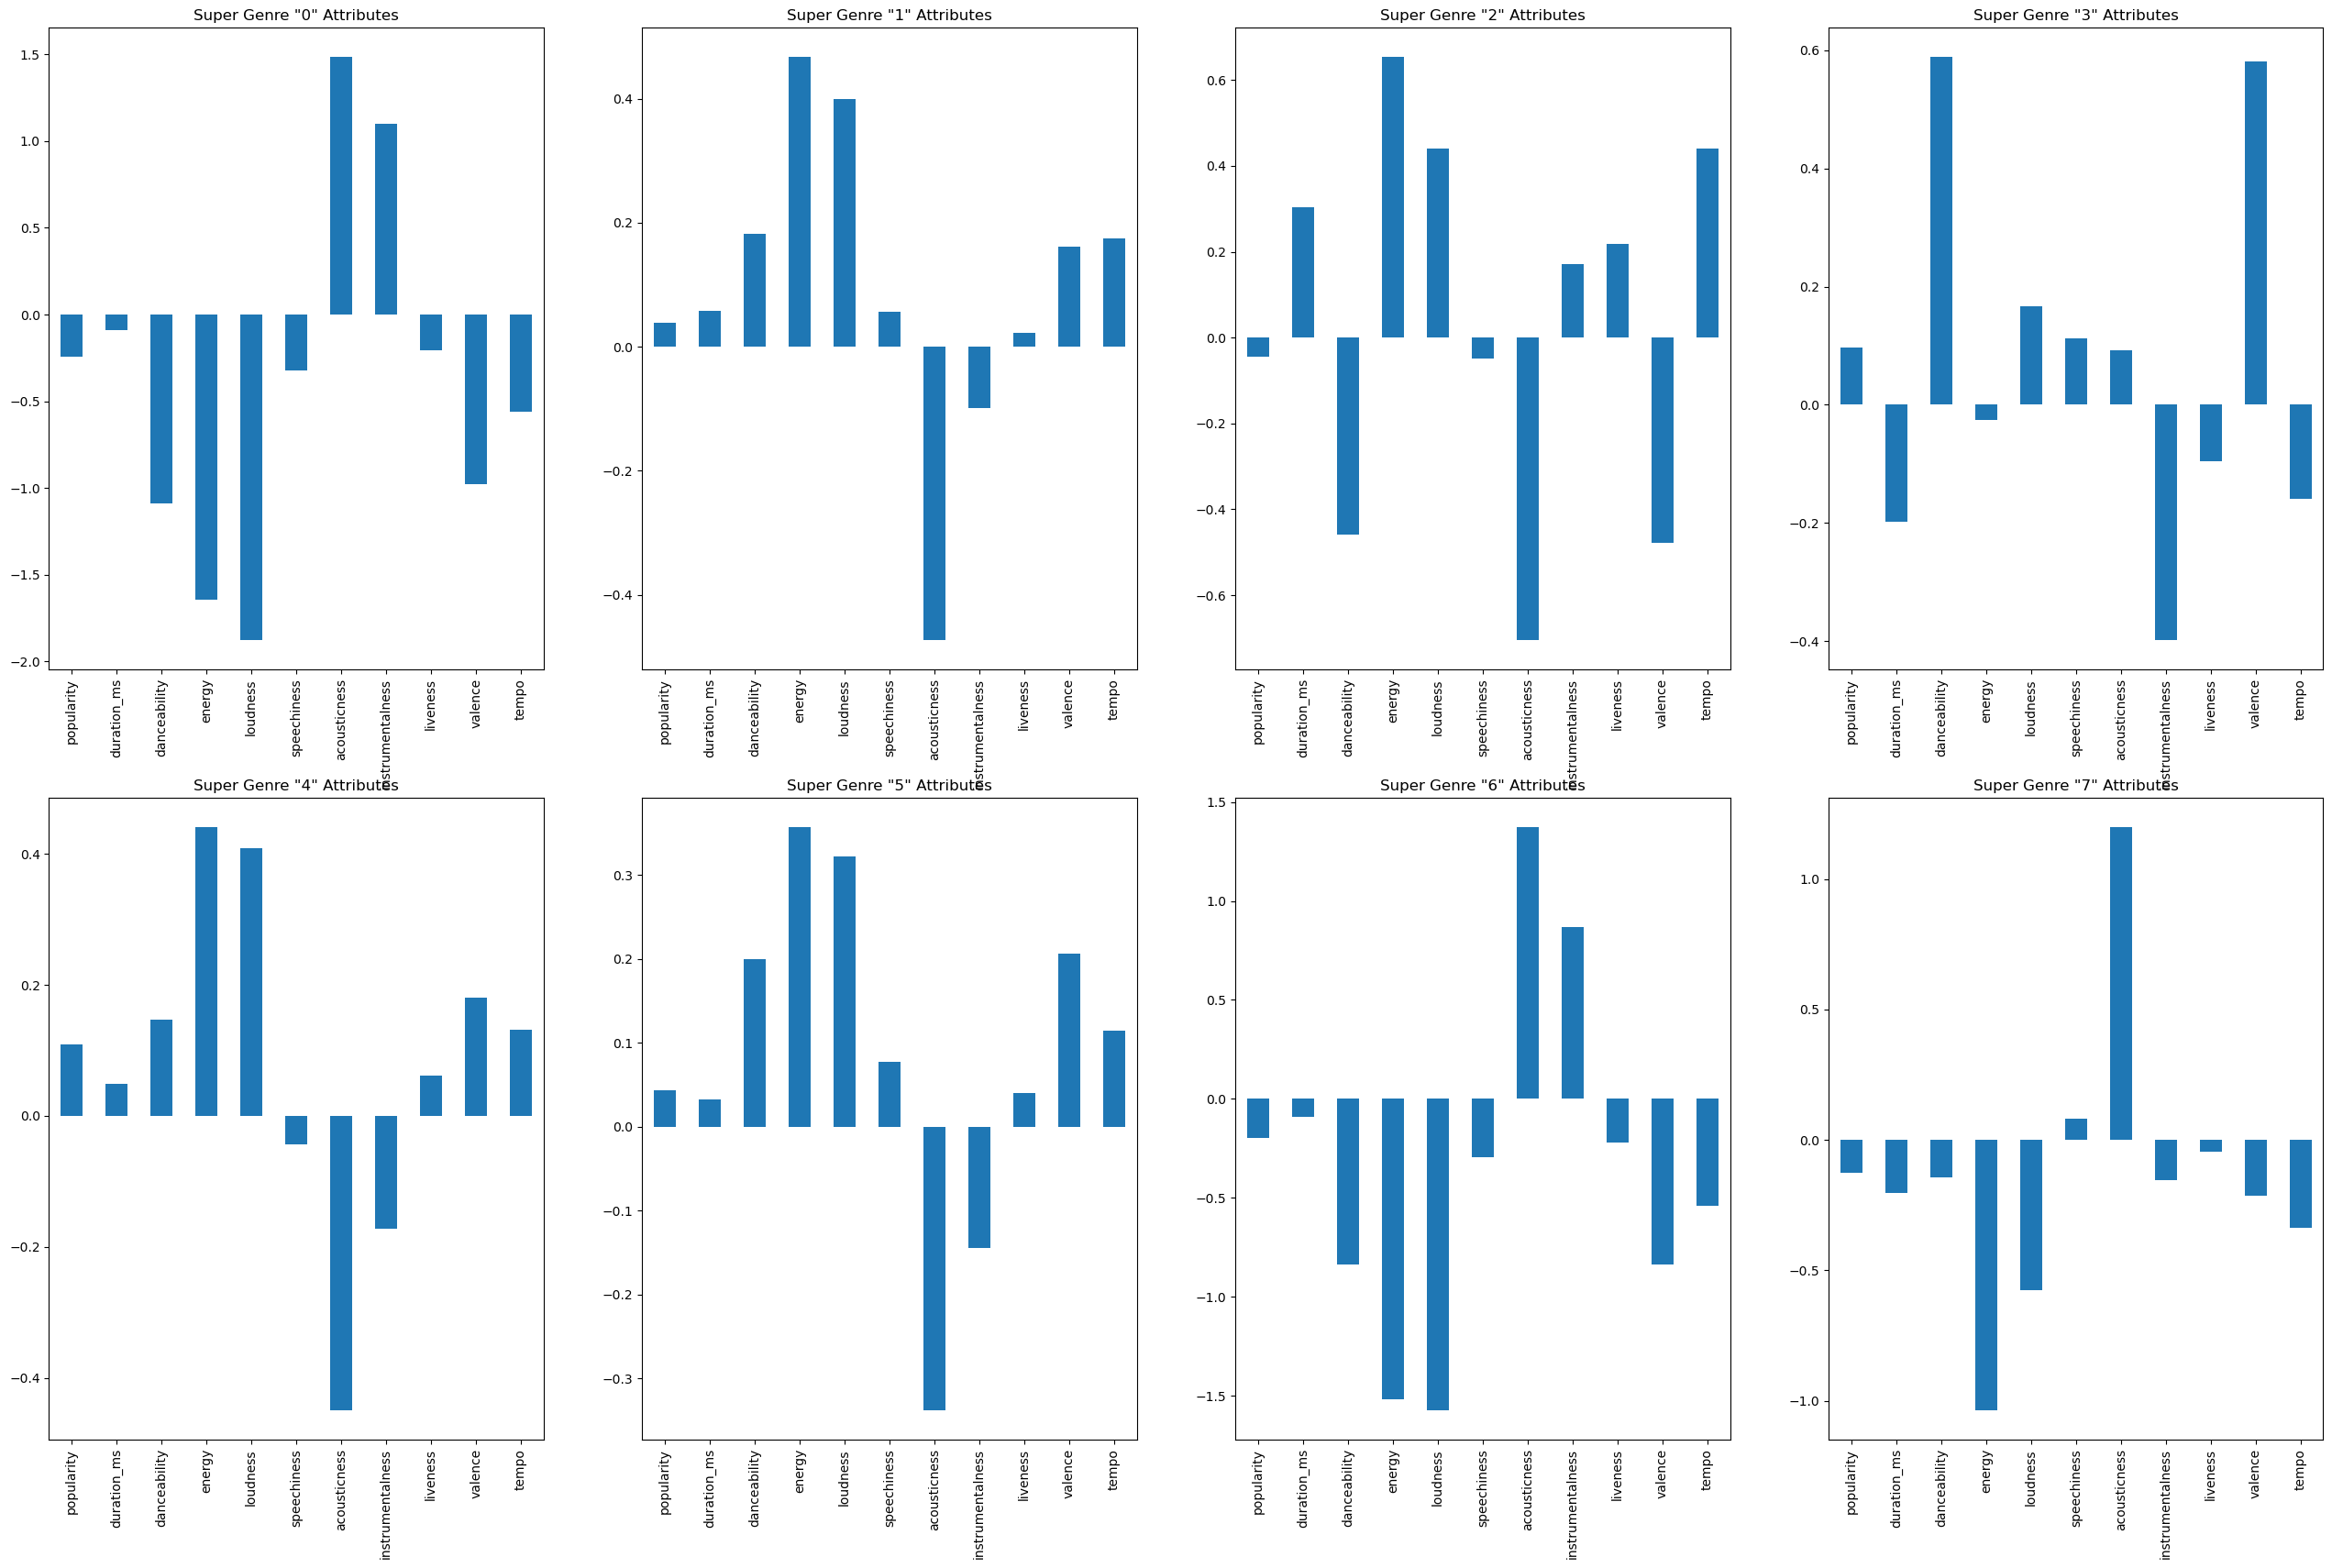 Super Genre "0" Attributes
1.5
1.0
0.5
0.0
−0.5
−1.0
−1.5
−2.0
popularity
duration_ms
danceability
energy
loudness
speechiness
acousticness
instrumentalness
liveness
valence
tempo
Super Genre "1" Attributes
0.4
0.2
0.0
−0.2
−0.4
popularity
duration_ms
danceability
energy
loudness
speechiness
acousticness
instrumentalness
liveness
valence
tempo
Super Genre "2" Attributes
0.6
0.4
0.2
0.0
−0.2
−0.4
−0.6
popularity
duration_ms
danceability
energy
loudness
speechiness
acousticness
instrumentalness
liveness
valence
tempo
Super Genre "3" Attributes
0.6
0.4
0.2
0.0
−0.2
−0.4
popularity
duration_ms
danceability
energy
loudness
speechiness
acousticness
instrumentalness
liveness
valence
tempo
Super Genre "4" Attributes
0.4
0.2
0.0
−0.2
−0.4
popularity
duration_ms
danceability
energy
loudness
speechiness
acousticness
instrumentalness
liveness
valence
tempo
Super Genre "5" Attributes
0.3
0.2
0.1
0.0
−0.1
−0.2
−0.3
popularity
duration_ms
danceability
energy
loudness
speechiness
acousticness
instrumentalness
liveness
valence
tempo
Super Genre "6" Attributes
1.5
1.0
0.5
0.0
−0.5
−1.0
−1.5
popularity
duration_ms
danceability
energy
loudness
speechiness
acousticness
instrumentalness
liveness
valence
tempo
Super Genre "7" Attributes
1.0
0.5
0.0
−0.5
−1.0
popularity
duration_ms
danceability
energy
loudness
speechiness
acousticness
instrumentalness
liveness
valence
tempo